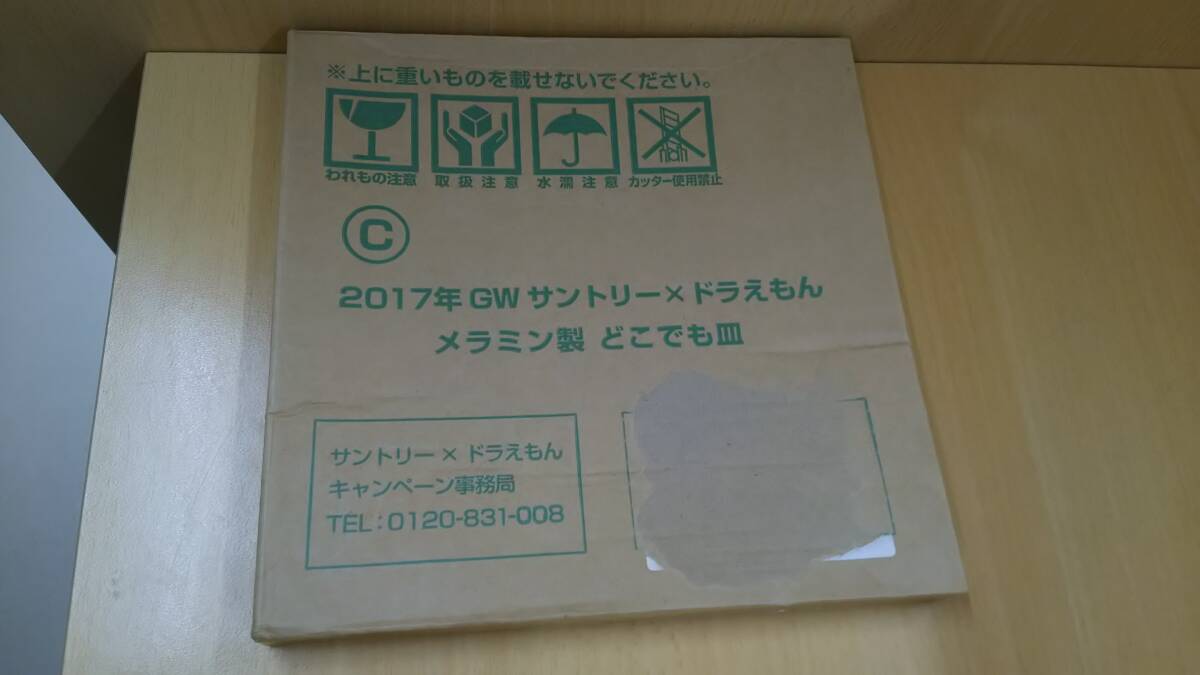 ※上に重いものを載せないでください。
われもの注意 取扱注意 水濡注意 カッター使用禁止
C
2017年 GW サントリー×ドラえもん
メラミン製 どこでも皿
サントリー × ドラえもん
キャンペーン事務局
TEL:0120-831-008